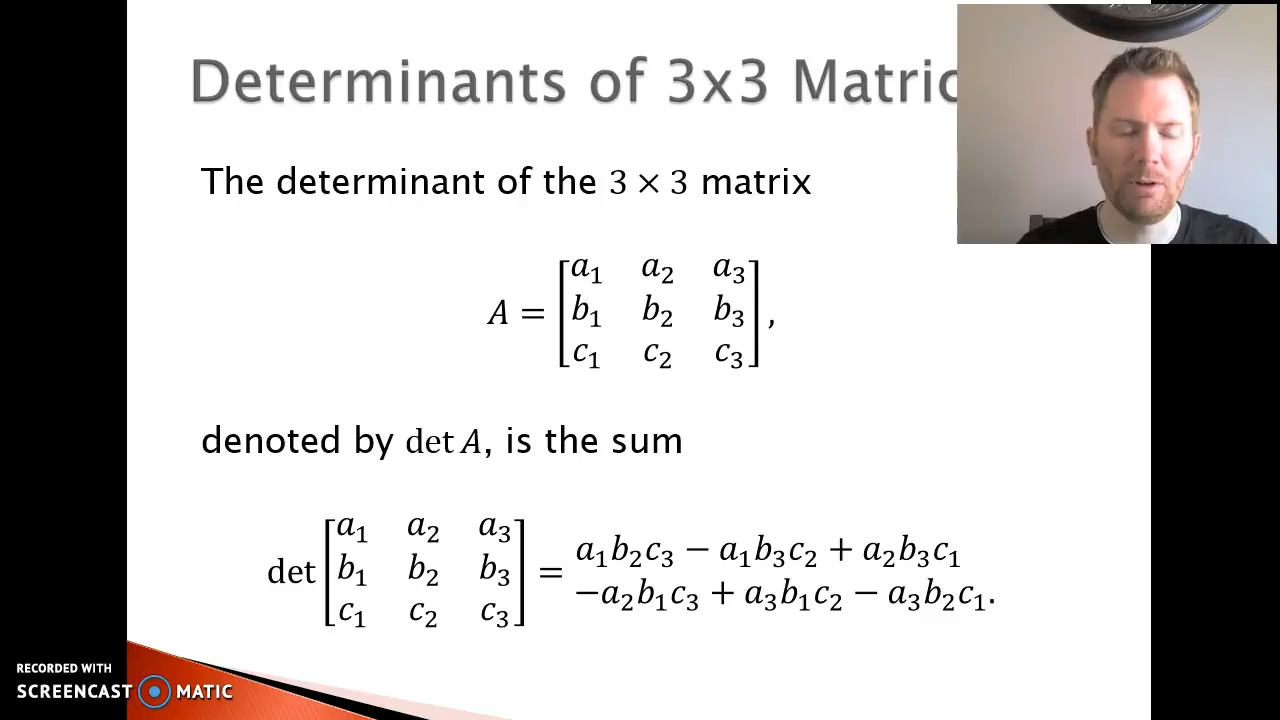 Determinants of 3x3 Matric
The determinant of the 3 × 3 matrix
A = [a₁ a₂ a₃
b₁ b₂ b₃
c₁ c₂ c₃],
denoted by det A, is the sum
det [a₁ a₂ a₃
b₁ b₂ b₃
c₁ c₂ c₃] = a₁b₂c₃ − a₁b₃c₂ + a₂b₃c₁
−a₂b₁c₃ + a₃b₁c₂ − a₃b₂c₁.
RECORDED WITH
SCREENCAST MATIC